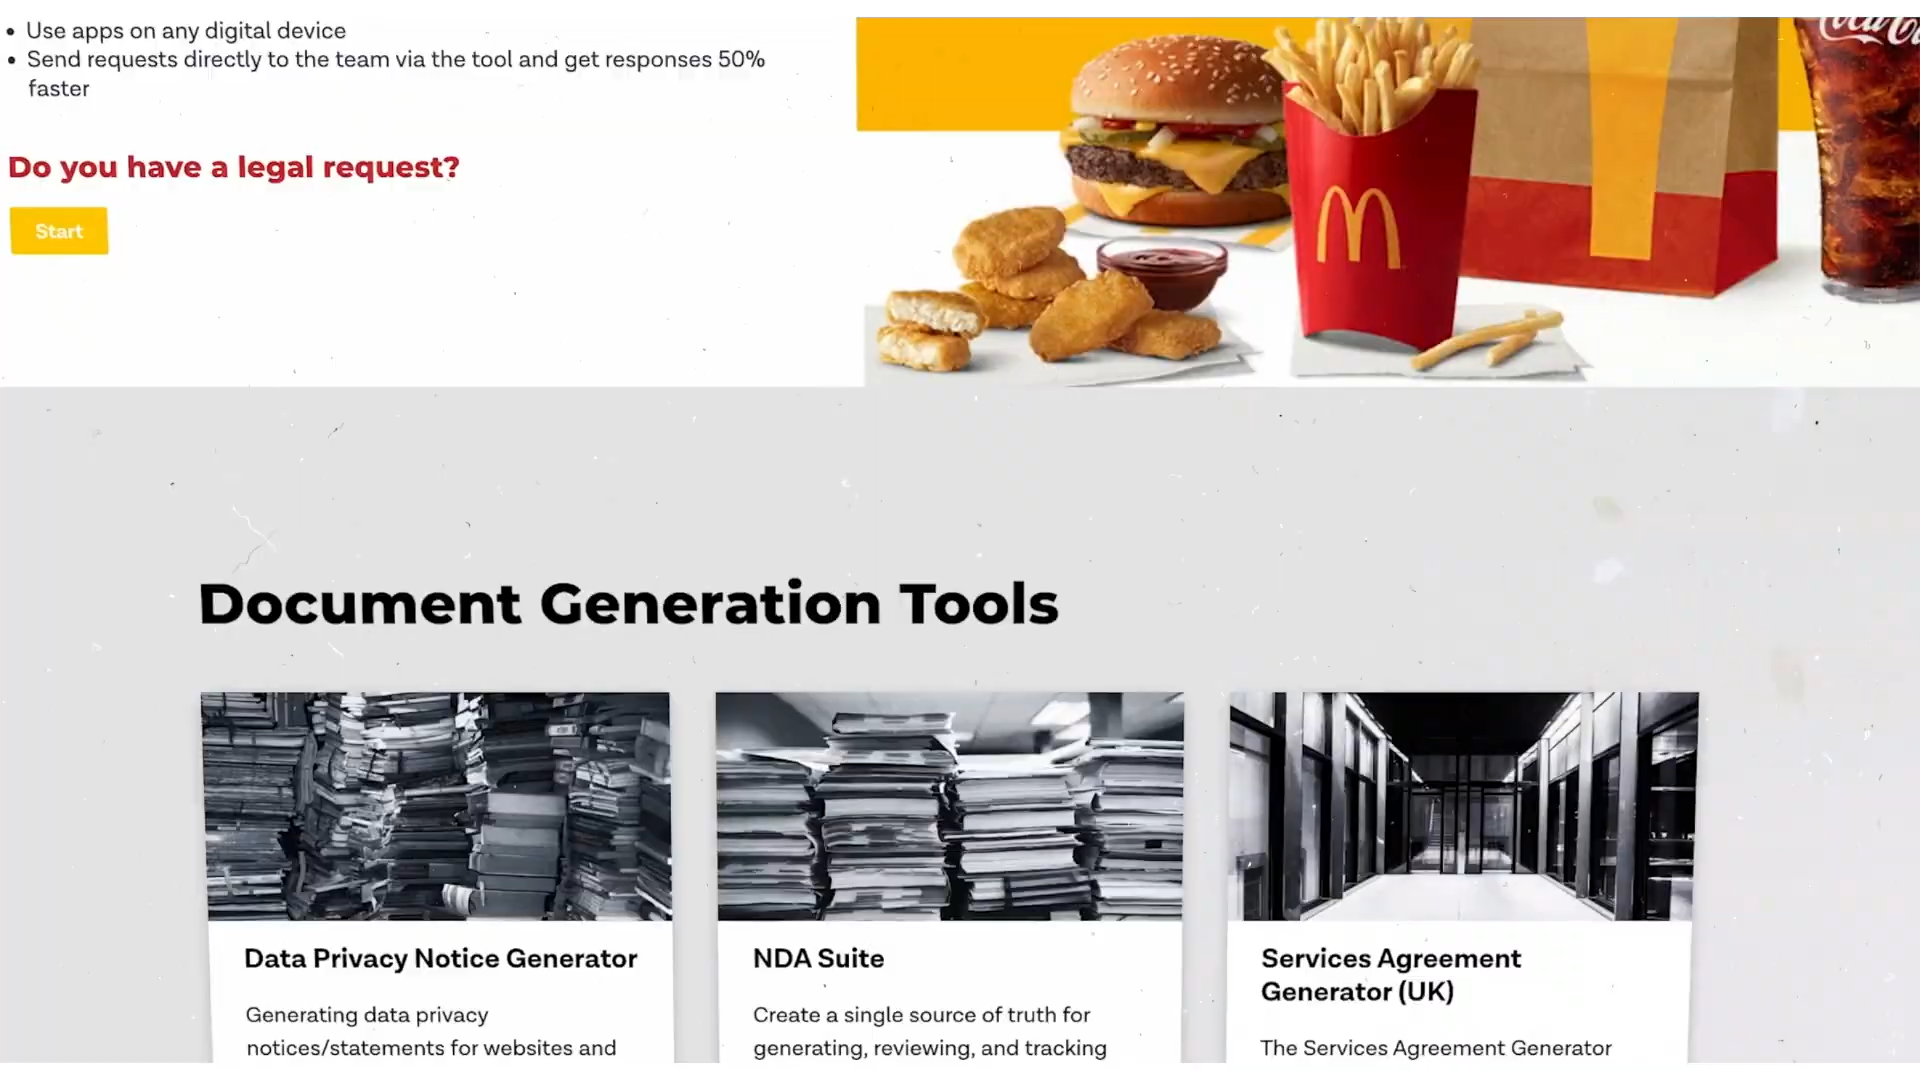 Use apps on any digital device
Send requests directly to the team via the tool and get responses 50%
faster
Do you have a legal request?
Start
Coca-Co
Document Generation Tools
Data Privacy Notice Generator
Generating data privacy
notices/statements for websites and
NDA Suite
Create a single source of truth for
generating, reviewing, and tracking
Services Agreement
Generator (UK)
The Services Agreement Generator